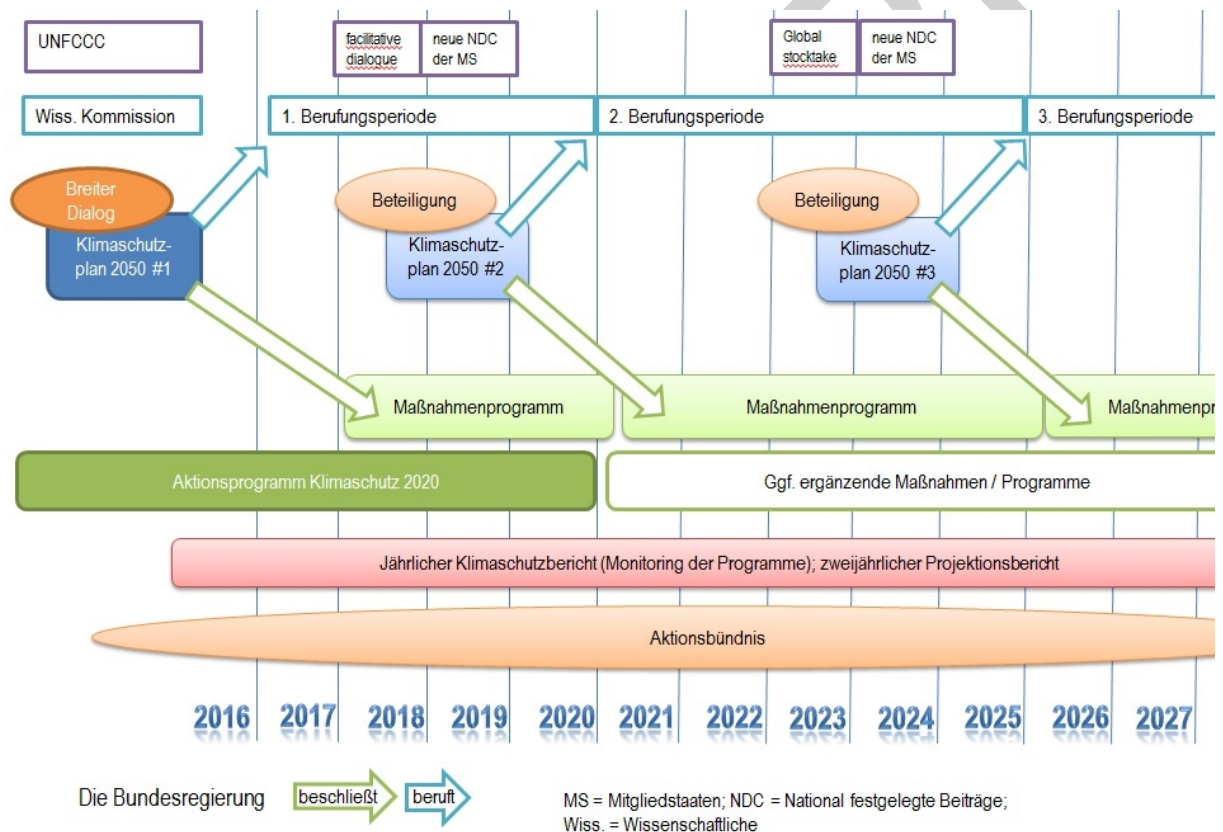 UNFCCC
facilitative
dialogue
neue NDC
der MS
Global
stocktake
neue NDC
der MS
Wiss. Kommission
1. Berufungsperiode
2. Berufungsperiode
3. Berufungsperiode
Breiter
Dialog
Klimaschutz-
plan 2050 #1
Beteiligung
Klimaschutz-
plan 2050 #2
Beteiligung
Klimaschutz-
plan 2050 #3
Maßnahmenprogramm
Maßnahmenprogramm
Maßnahmenpr
Aktionsprogramm Klimaschutz 2020
Ggf. ergänzende Maßnahmen / Programme
Jährlicher Klimaschutzbericht (Monitoring der Programme); zweijährlicher Projektionsbericht
Aktionsbündnis
2016 2017 2018 2019 2020 2021 2022 2023 2024 2025 2026 2027
Die Bundesregierung beschließt beruft
MS = Mitgliedstaaten; NDC = National festgelegte Beiträge;
Wiss. = Wissenschaftliche